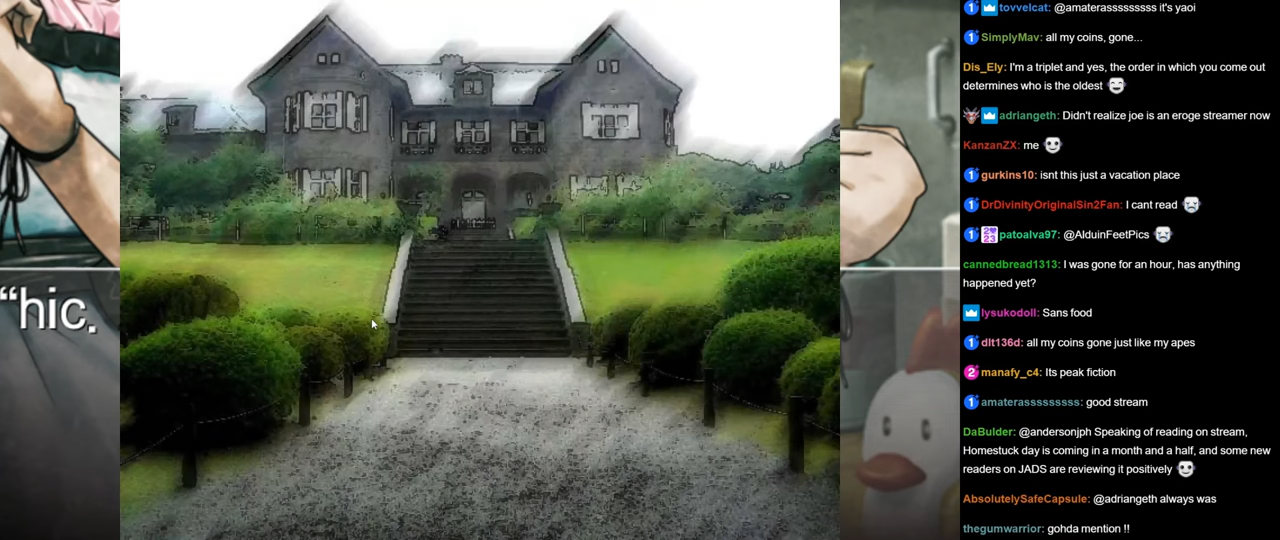 “hic.
tovvelcat: @amaterasssssssss it's yaoi
SimplyMav: all my coins, gone...
Dis_Ely: I'm a triplet and yes, the order in which you come out
determines who is the oldest
adriangeth: Didn't realize joe is an eroge streamer now
KanzanZX: me
gurkins10: isnt this just a vacation place
DrDivinityOriginalSin2Fan: I cant read
patoalva97: @AlduinFeetPics
cannedbread1313: I was gone for an hour, has anything
happened yet?
lysukodoll: Sans food
dlt136d: all my coins gone just like my apes
manafy_c4: Its peak fiction
amaterasssssssss: good stream
DaBulder: @andersonjph Speaking of reading on stream,
Homestuck day is coming in a month and a half, and some new
readers on JADS are reviewing it positively
AbsolutelySafeCapsule: @adriangeth always was
thegumwarrior: gohda mention !!